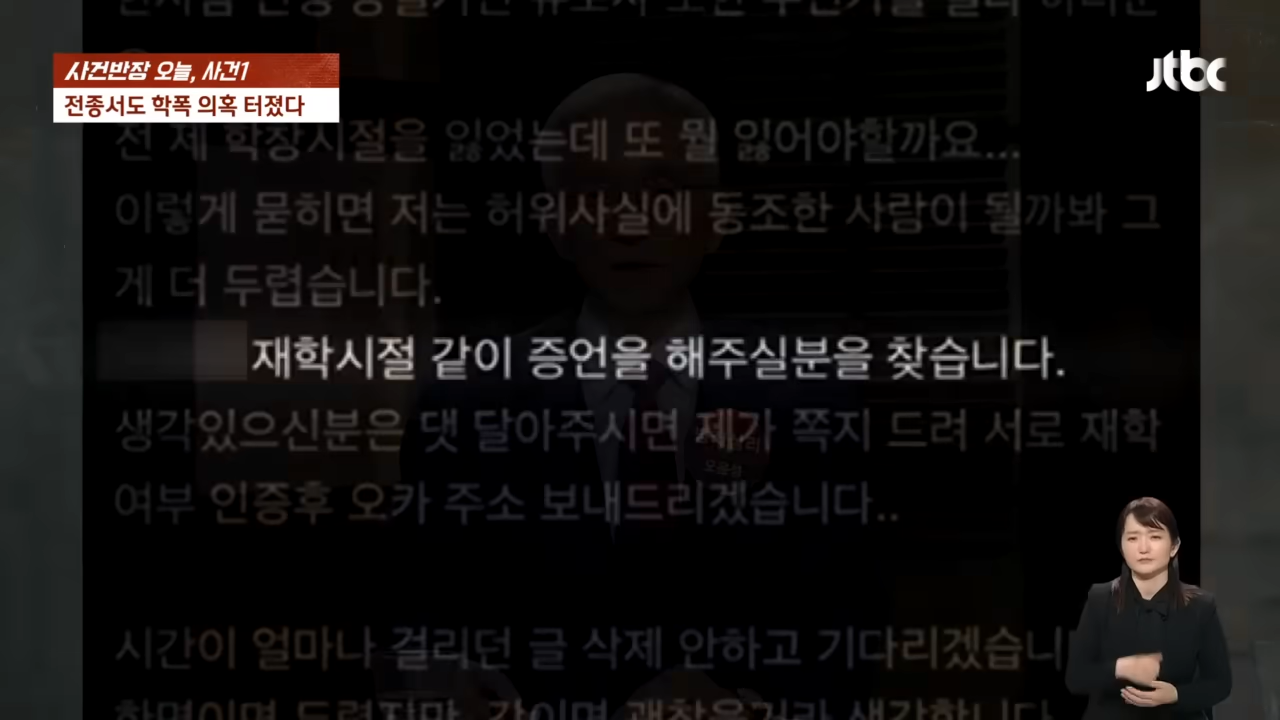 사건반장 오늘, 사건1
jtbc
전종서도 학폭 의혹 터졌다
전 제 학창시절을 잃었는데 또 뭘 잃어야할까요...
이렇게 묻히면 저는 허위사실에 동조한 사람이 될까봐 그
게 더 두렵습니다.
재학시절 같이 증언을 해주실분을 찾습니다.
생각있으신분은 댓 달아주시면 제가 쪽지 드려 서로 재학
여부 인증후 오카 주소 보내드리겠습니다..
시간이 얼마나 걸리던 글 삭제 안하고 기다리겠습니